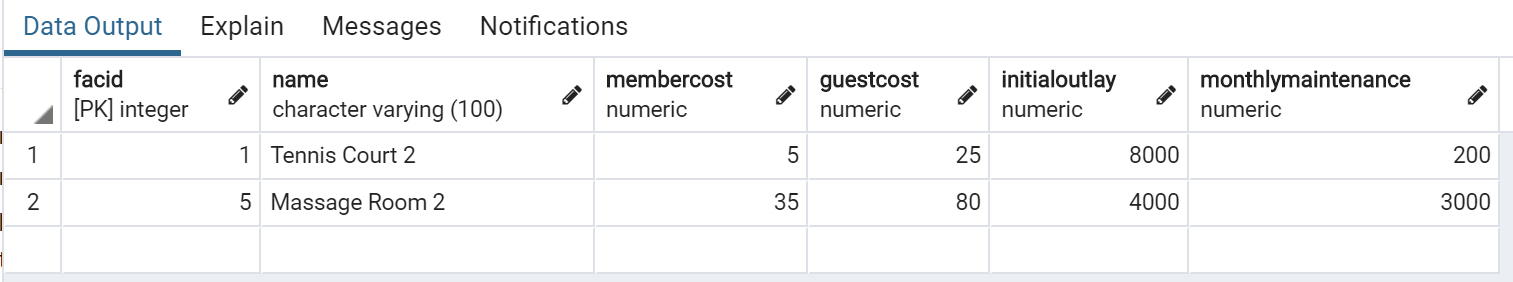 Data Output Explain Messages Notifications
facid name membercost guestcost initialoutlay monthlymaintenance
[PK] integer character varying (100) numeric numeric numeric numeric
1 1 Tennis Court 2 5 25 8000 200
2 5 Massage Room 2 35 80 4000 3000